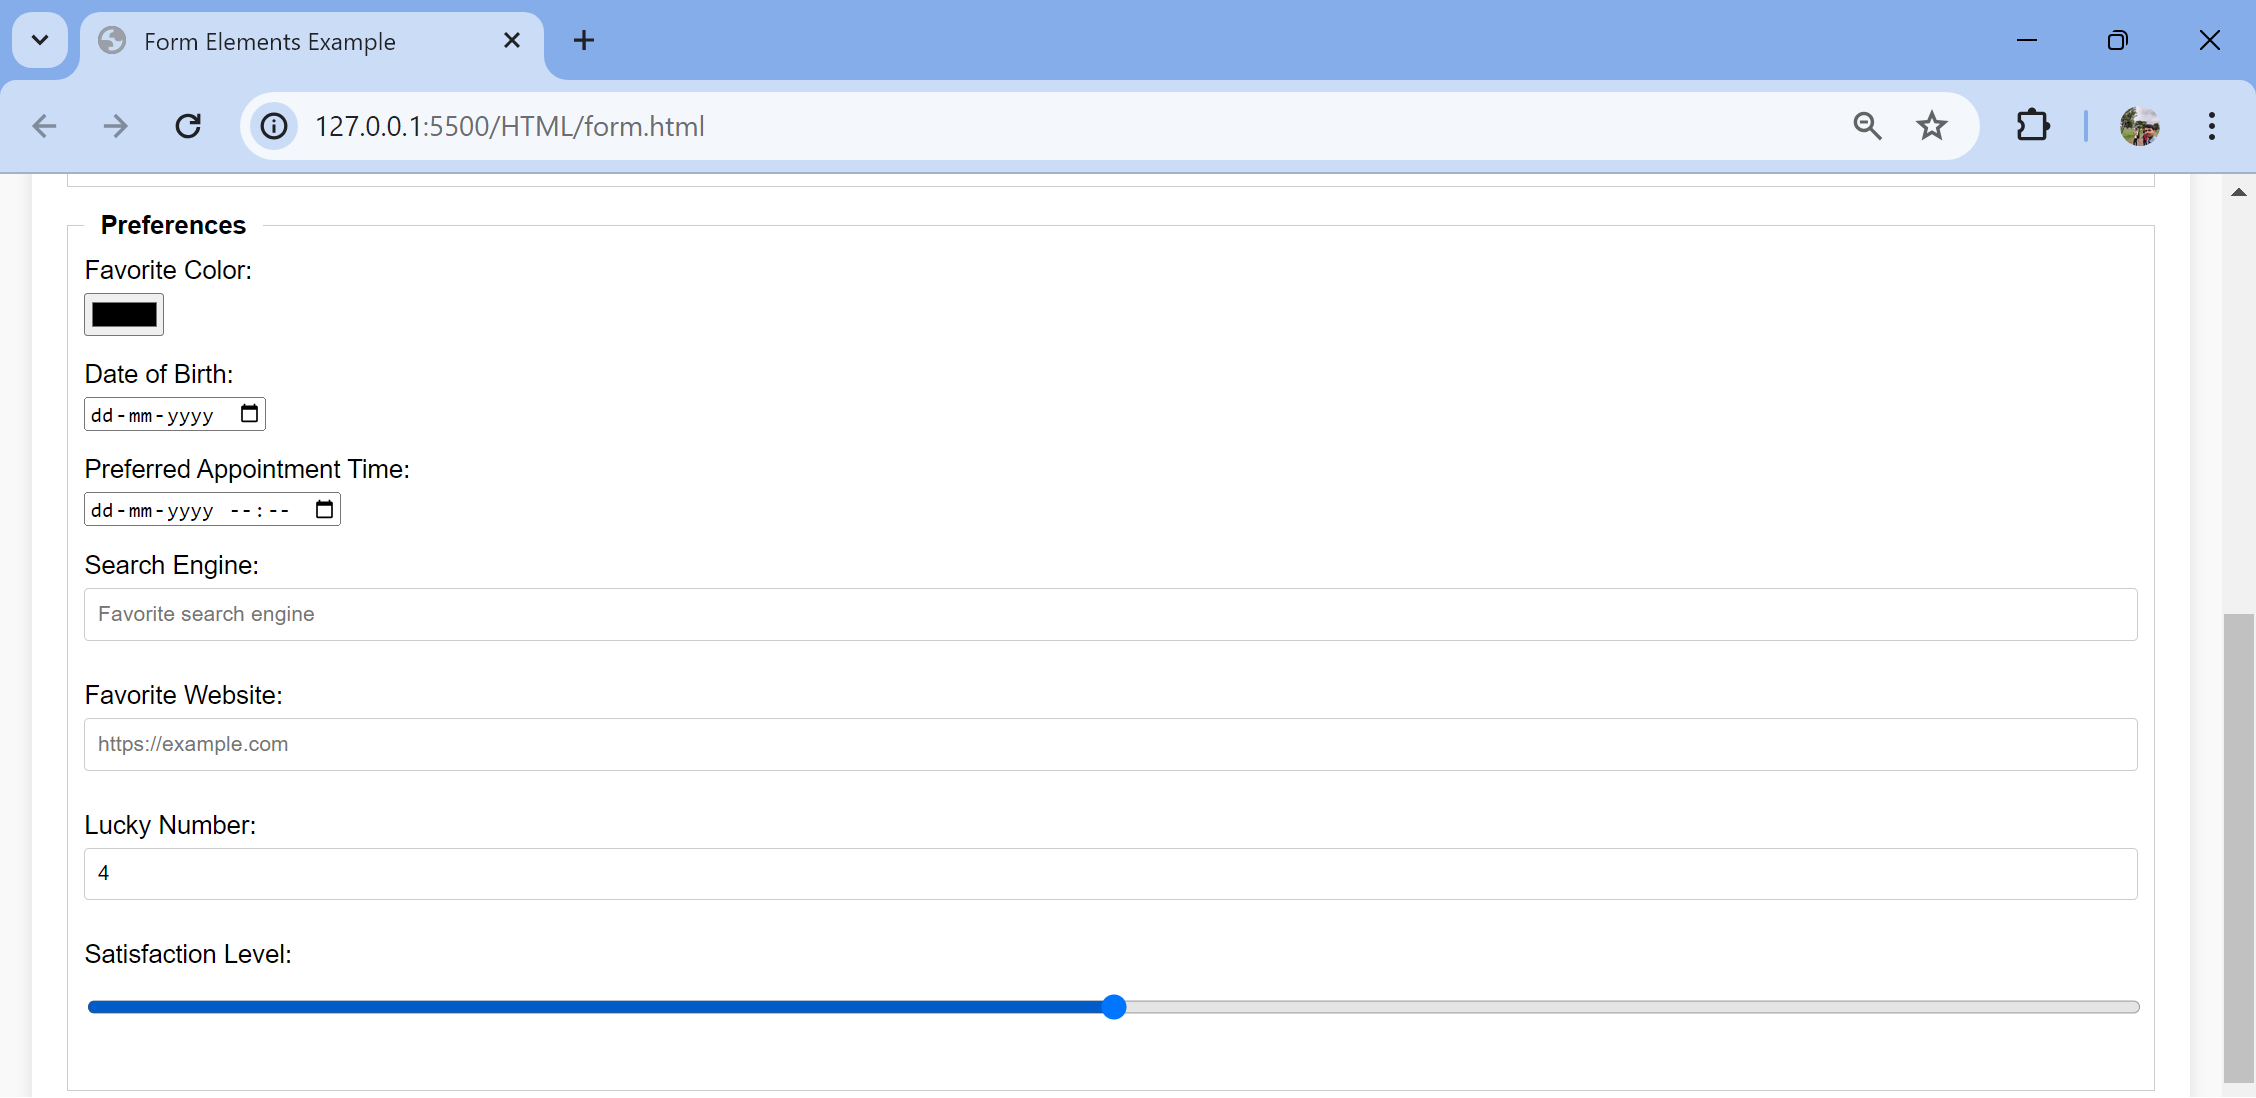 Form Elements Example
127.0.0.1:5500/HTML/form.html
Preferences
Favorite Color:
Date of Birth:
dd-mm-yyyy
Preferred Appointment Time:
dd-mm-yyyy --:--
Search Engine:
Favorite search engine
Favorite Website:
https://example.com
Lucky Number:
4
Satisfaction Level: